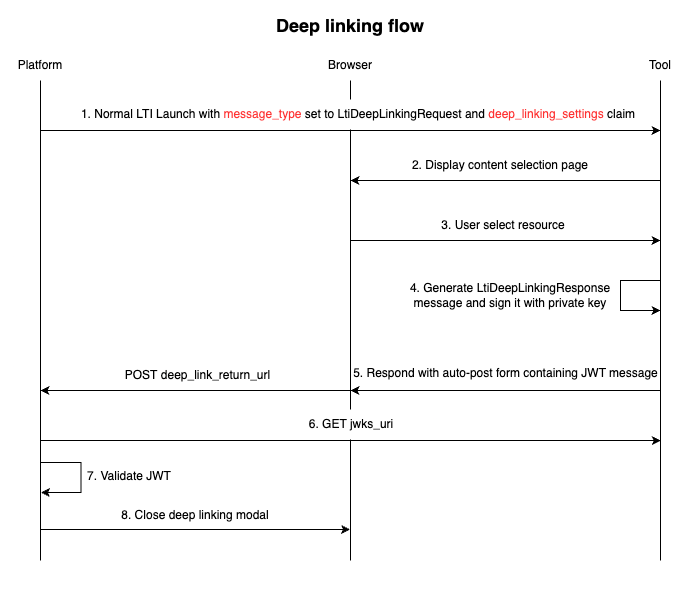 Deep linking flow
Platform
Browser
Tool
1. Normal LTI Launch with message_type set to LtiDeepLinkingRequest and deep_linking_settings claim
2. Display content selection page
3. User select resource
4. Generate LtiDeepLinkingResponse
message and sign it with private key
POST deep_link_return_url
5. Respond with auto-post form containing JWT message
6. GET jwks_uri
7. Validate JWT
8. Close deep linking modal